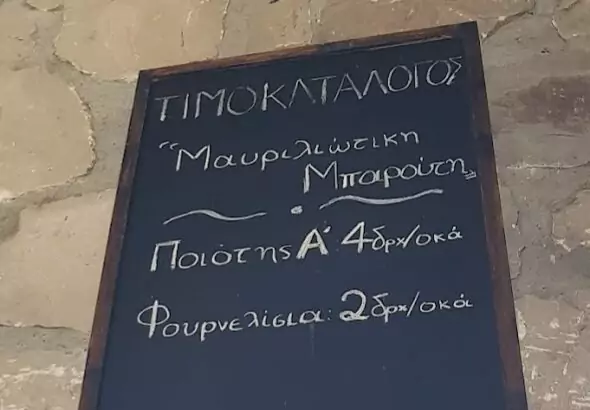 ΤΙΜΟΚΑΤΑΛΟΓΟΣ
"Μαυριλιώτικη
Μπαρούτη"
Ποιότης Α΄ 4δρχ/οκά
Φουρνελίσια: 2δρχ/οκά